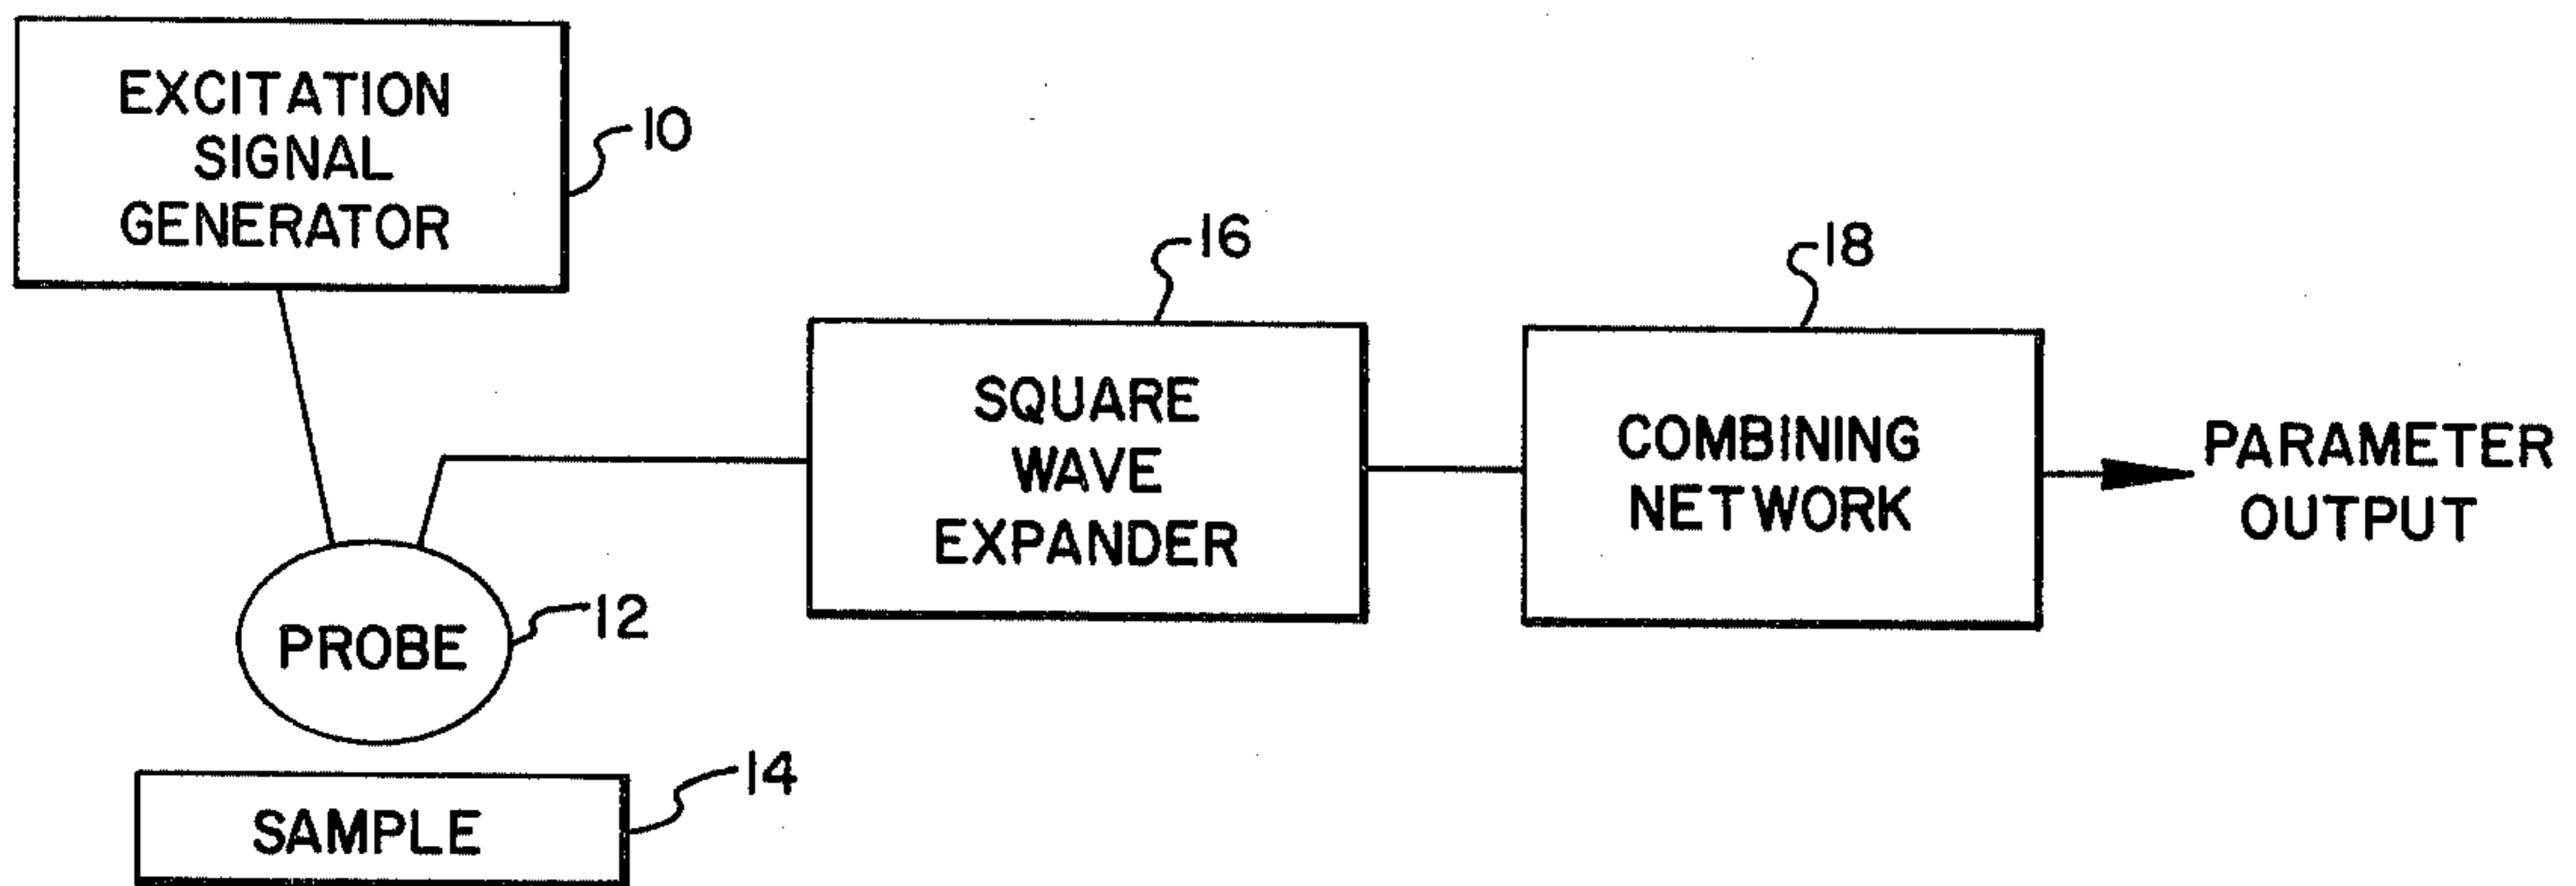 EXCITATION
SIGNAL
GENERATOR
10
16
18
SQUARE
WAVE
EXPANDER
COMBINING
NETWORK
PARAMETER
OUTPUT
PROBE
12
SAMPLE
14